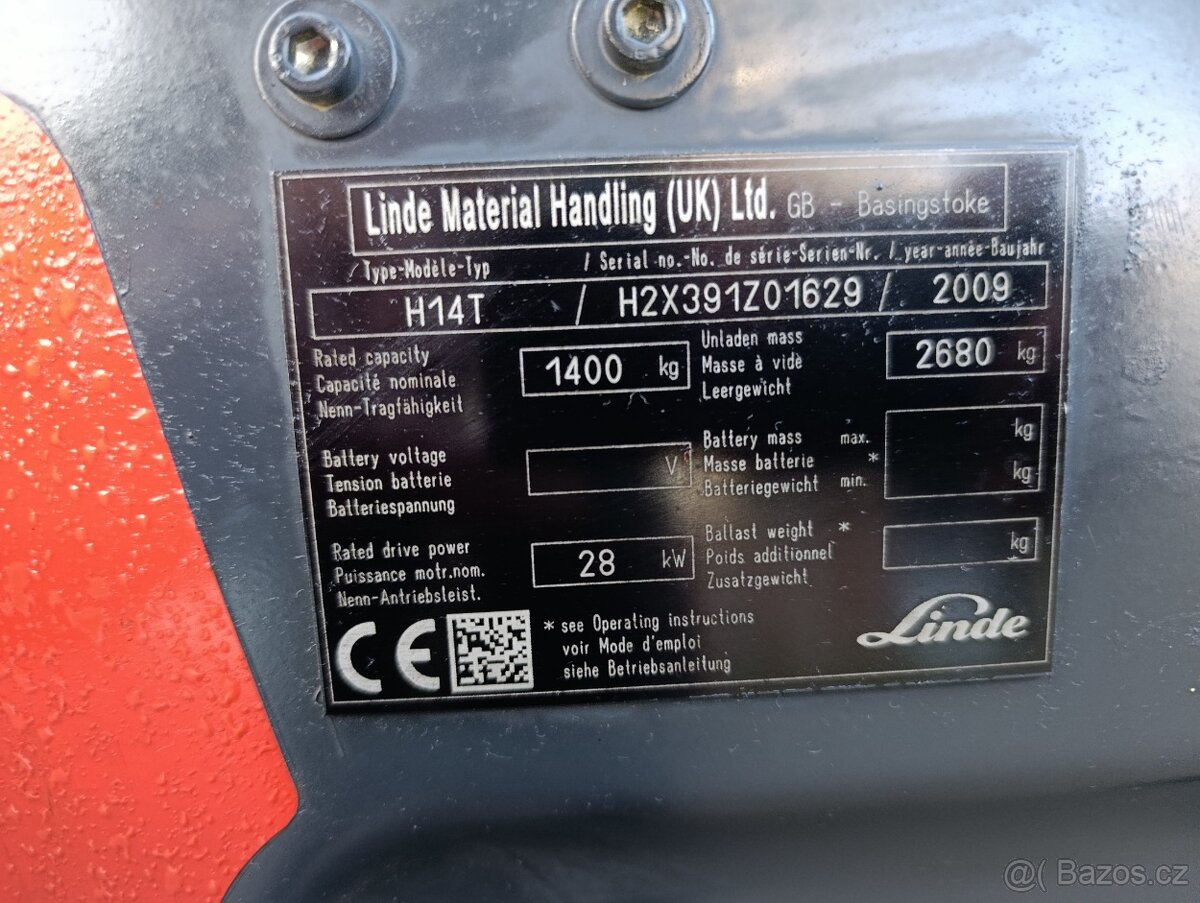 Linde Material Handling (UK) Ltd. GB - Basingstoke
Type-Modèle-Typ / Serial no.-No. de série-Serien-Nr. / year-année-Baujahr
H14T / H2X391Z01629 / 2009
Rated capacity
Capacité nominale
Nenn-Tragfähigkeit
1400 kg
Unladen mass
Masse à vide
Leergewicht
2680 kg
Battery voltage
Tension batterie
Batteriespannung
V
Battery mass max. kg
Masse batterie *
Batteriegewicht min. kg
Rated drive power
Puissance motr.nom.
Nenn-Antriebsleist.
28 kW
Ballast weight *
Poids additionnel
Zusatzgewicht
kg
CE
* see Operating instructions
voir Mode d'emploi
siehe Betriebsanleitung
Linde
@( Bazos.cz